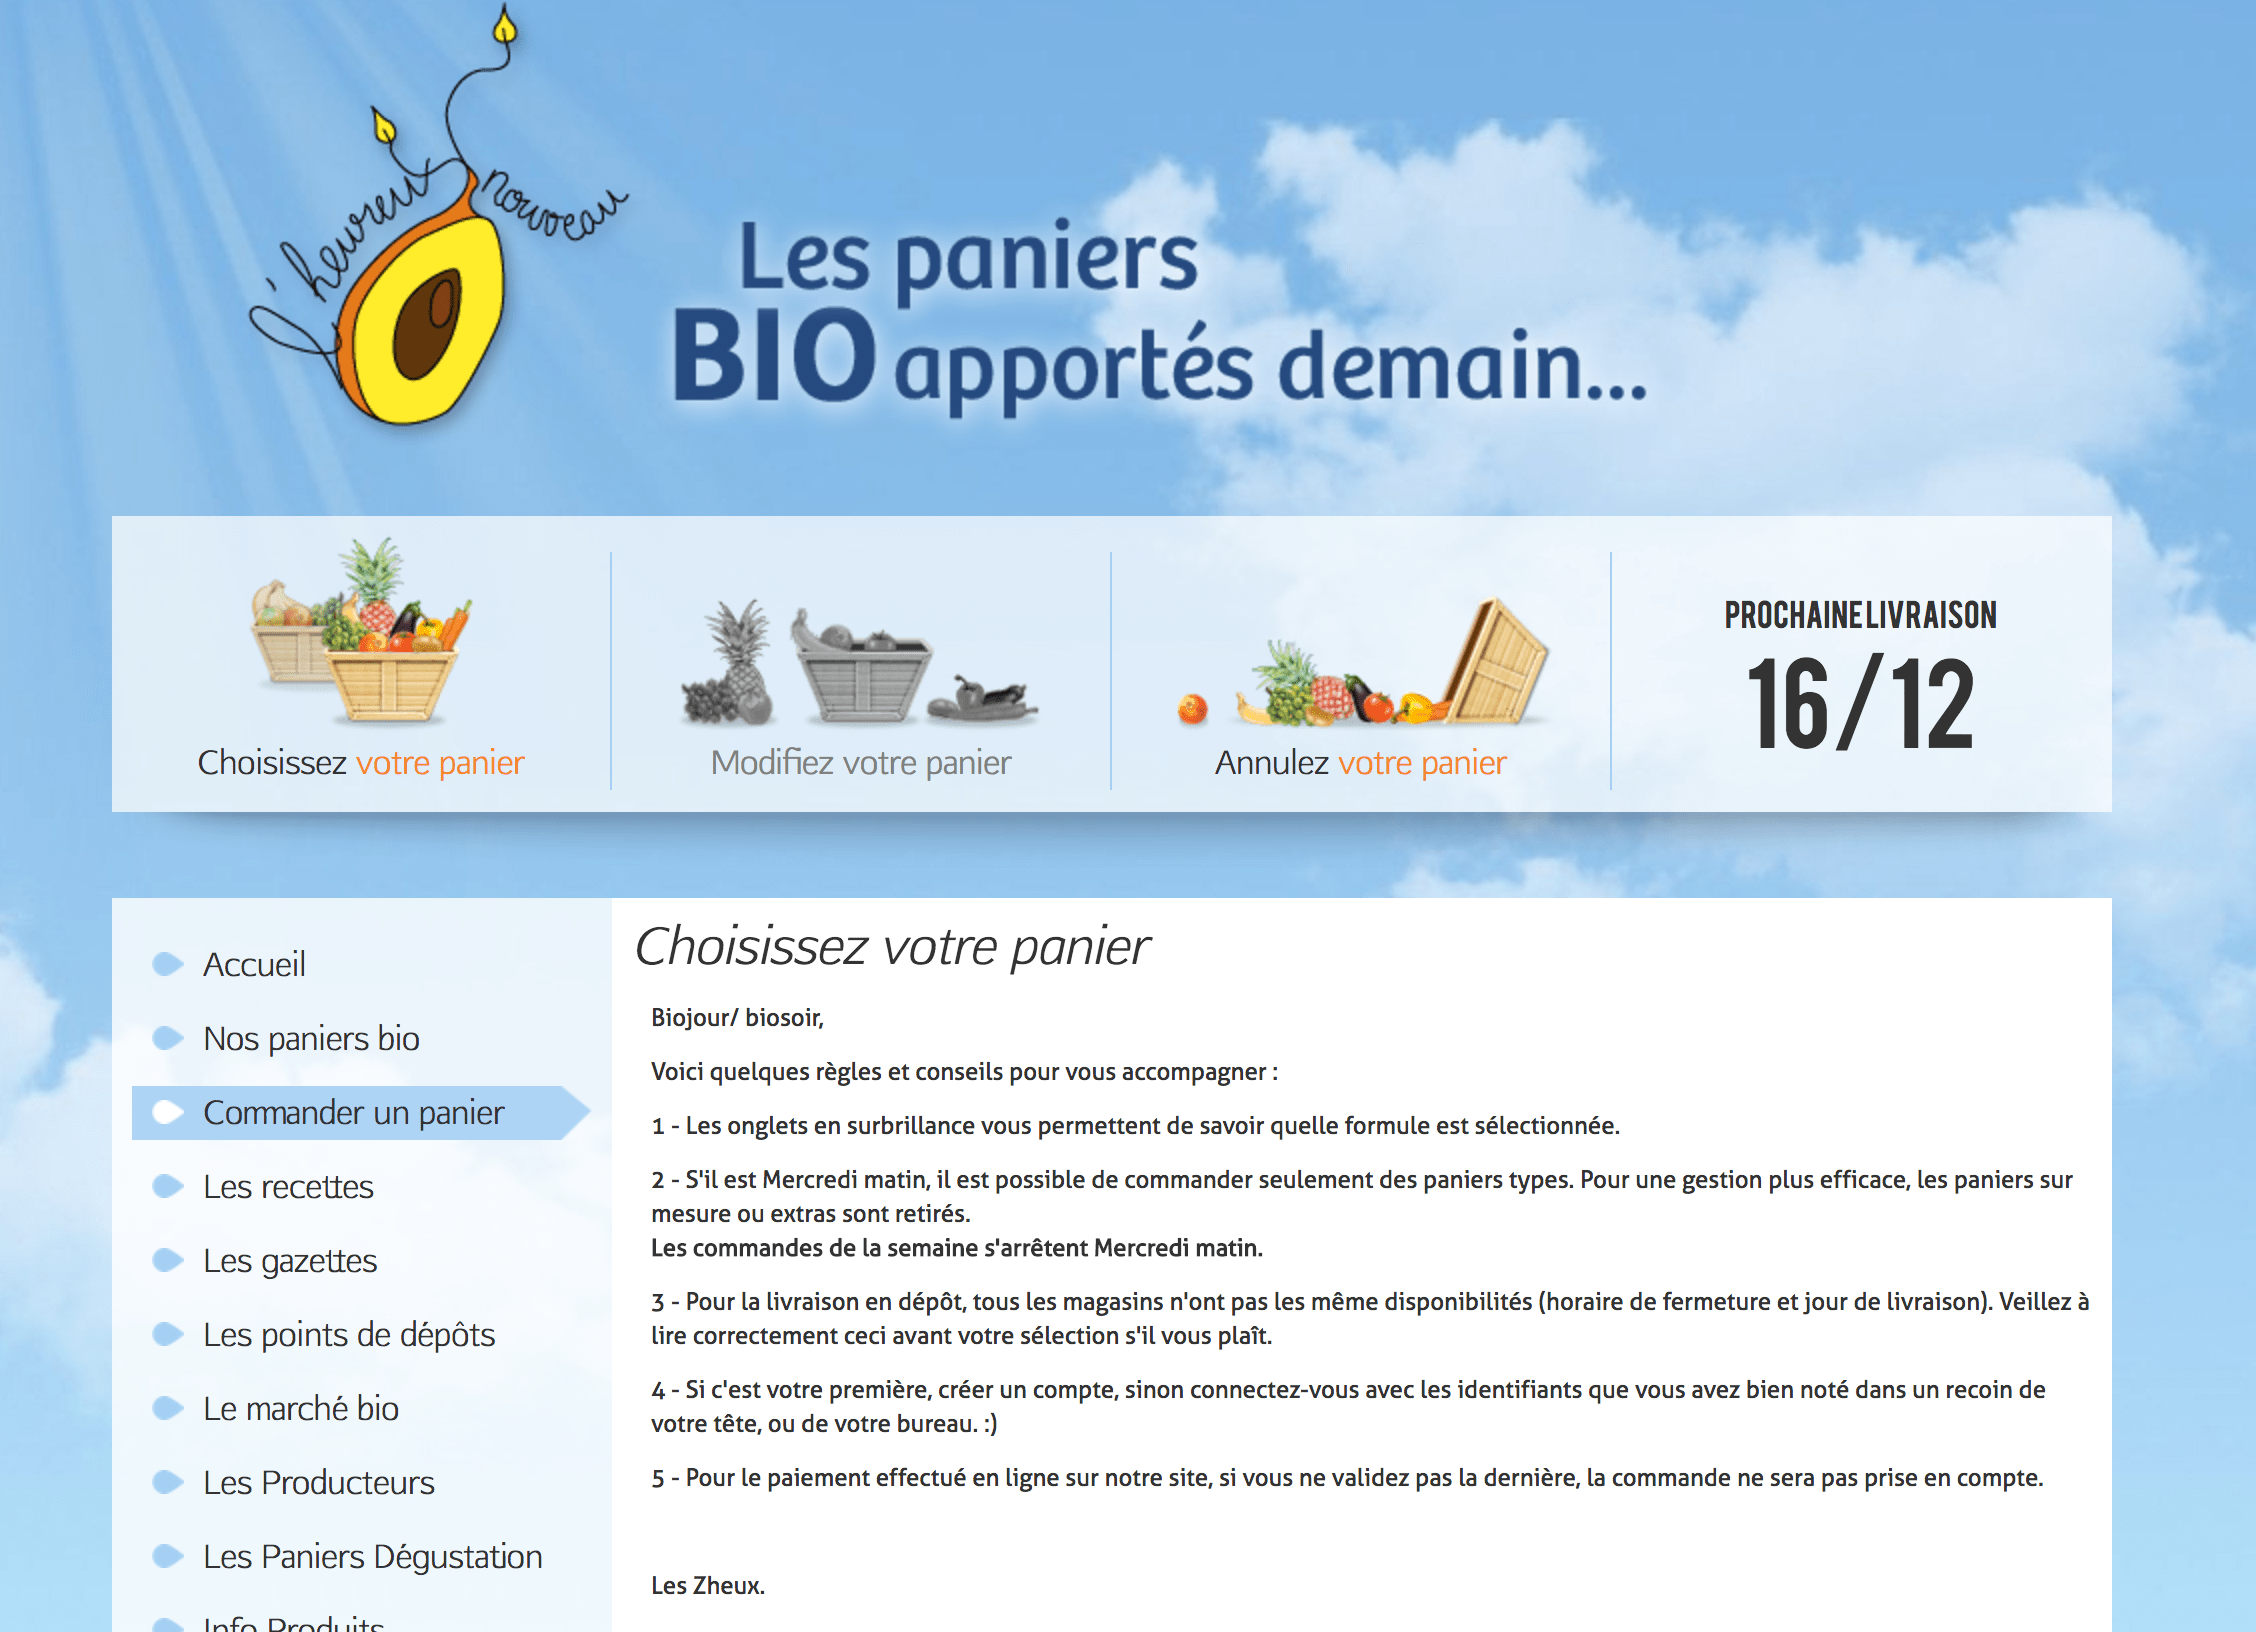 l'heureux nouveau
Les paniers
BIO apportés demain...
Choisissez votre panier
Modifiez votre panier
Annulez votre panier
PROCHAINE LIVRAISON
16/12
Accueil
Nos paniers bio
Commander un panier
Les recettes
Les gazettes
Les points de dépôts
Le marché bio
Les Producteurs
Les Paniers Dégustation
Info Produits
Choisissez votre panier
Biojour/ biosoir,
Voici quelques règles et conseils pour vous accompagner :
1 - Les onglets en surbrillance vous permettent de savoir quelle formule est sélectionnée.
2 - S'il est Mercredi matin, il est possible de commander seulement des paniers types. Pour une gestion plus efficace, les paniers sur
mesure ou extras sont retirés.
Les commandes de la semaine s'arrêtent Mercredi matin.
3 - Pour la livraison en dépôt, tous les magasins n'ont pas les même disponibilités (horaire de fermeture et jour de livraison). Veillez à
lire correctement ceci avant votre sélection s'il vous plaît.
4 - Si c'est votre première, créer un compte, sinon connectez-vous avec les identifiants que vous avez bien noté dans un recoin de
votre tête, ou de votre bureau. :)
5 - Pour le paiement effectué en ligne sur notre site, si vous ne validez pas la dernière, la commande ne sera pas prise en compte.
Les Zheux.